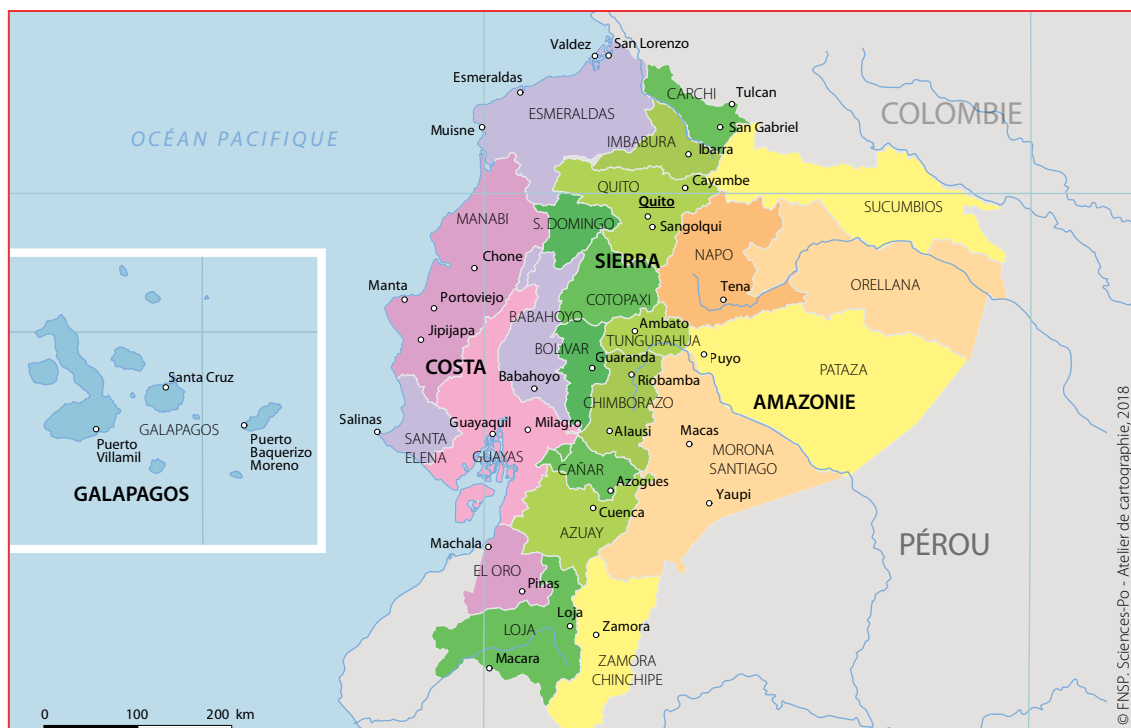 Valdez
San Lorenzo
Esmeraldas
CARCHI
Tulcan
COLOMBIE
ESMERALDAS
OCÉAN PACIFIQUE
Muisne
San Gabriel
IMBABURA
Ibarra
QUITO
Cayambe
Quito
SUCUMBIOS
MANABI
S. DOMINGO
Sangolqui
SIERRA
NAPO
Chone
Manta
COTOPAXI
Tena
ORELLANA
Portoviejo
BABAHOYO
Ambato
Jipijapa
TUNGURAHUA
BOLIVAR
Guaranda
Puyo
COSTA
PATAZA
Babahoyo
Riobamba
CHIMBORAZO
AMAZONIE
Salinas
Guayaquil
Milagro
Alausi
Macas
SANTA
ELENA
GUAYAS
MORONA
SANTIAGO
CAÑAR
Azogues
Yaupi
Cuenca
AZUAY
Machala
PÉROU
EL ORO
Pinas
Loja
LOJA
Zamora
Macara
ZAMORA
CHINCHIPE
Santa Cruz
GALAPAGOS
Puerto
Villamil
Puerto
Baquerizo
Moreno
GALAPAGOS
0 100 200 km
© FNSP. Sciences-Po - Atelier de cartographie, 2018